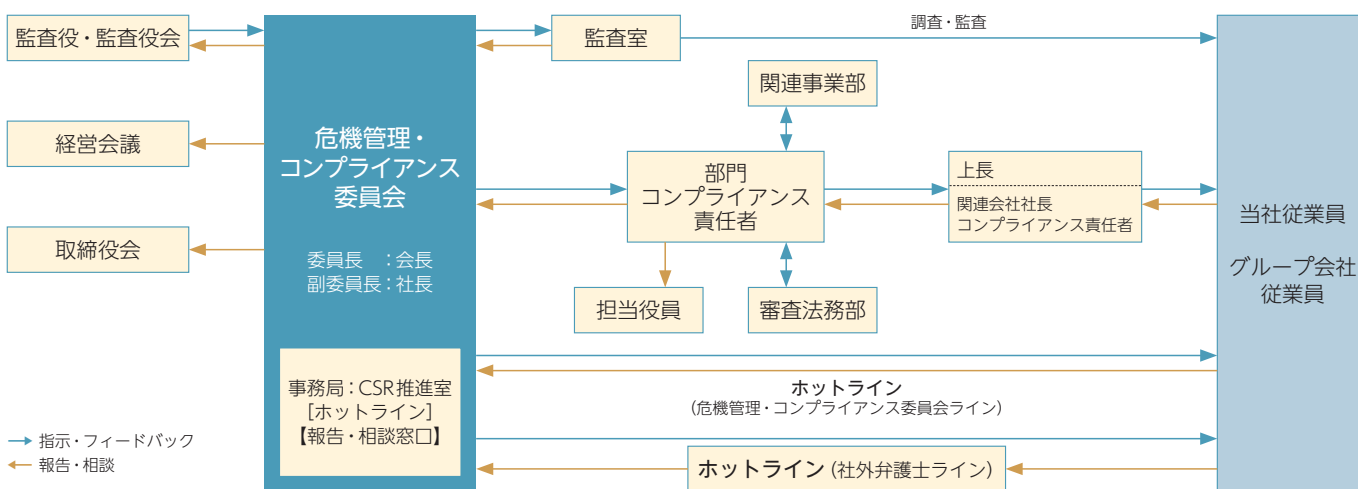 監査役・監査役会
経営会議
取締役会
危機管理・
コンプライアンス
委員会
委員長　：会長
副委員長：社長
事務局：CSR推進室
[ホットライン]
【報告・相談窓口】
監査室
調査・監査
関連事業部
部門
コンプライアンス
責任者
担当役員
審査法務部
上長
関連会社社長
コンプライアンス責任者
当社従業員
グループ会社
従業員
ホットライン
(危機管理・コンプライアンス委員会ライン)
ホットライン (社外弁護士ライン)
指示・フィードバック
報告・相談